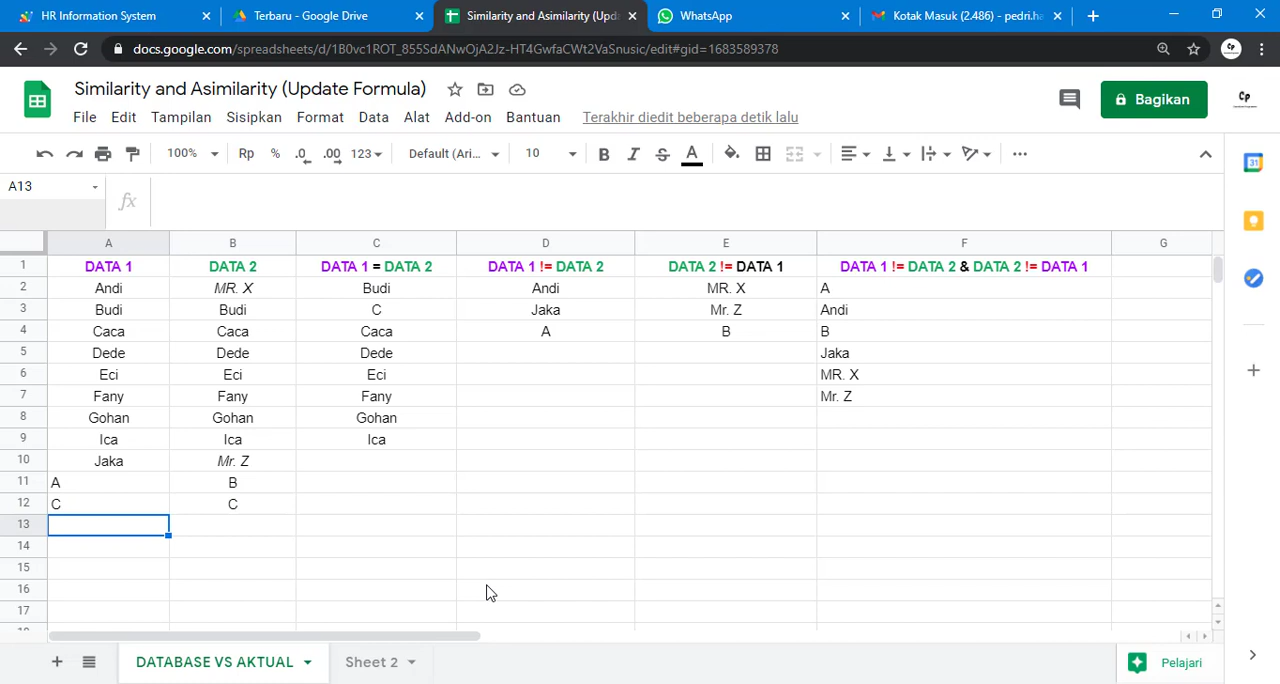 HR Information System
Terbaru - Google Drive
Similarity and Asimilarity (Upda
WhatsApp
Kotak Masuk (2.486) - pedri.ha
docs.google.com/spreadsheets/d/1B0vc1ROT_855SdANwOjA2Jz-HT4GwfaCWt2VaSnusic/edit#gid=1683589378
Similarity and Asimilarity (Update Formula)
Bagikan
File Edit Tampilan Sisipkan Format Data Alat Add-on Bantuan Terakhir diedit beberapa detik lalu
100% Rp % .0 .00 123 Default (Ari... 10 B I S A
A13 fx
A B C D E F G
1 DATA 1 DATA 2 DATA 1 = DATA 2 DATA 1 != DATA 2 DATA 2 != DATA 1 DATA 1 != DATA 2 & DATA 2 != DATA 1
2 Andi MR. X Budi Andi MR. X A
3 Budi Budi C Jaka Mr. Z Andi
4 Caca Caca Caca A B B
5 Dede Dede Dede Jaka
6 Eci Eci Eci MR. X
7 Fany Fany Fany Mr. Z
8 Gohan Gohan Gohan
9 Ica Ica Ica
10 Jaka Mr. Z
11 A B
12 C C
13
14
15
16
17
DATABASE VS AKTUAL Sheet 2 Pelajari